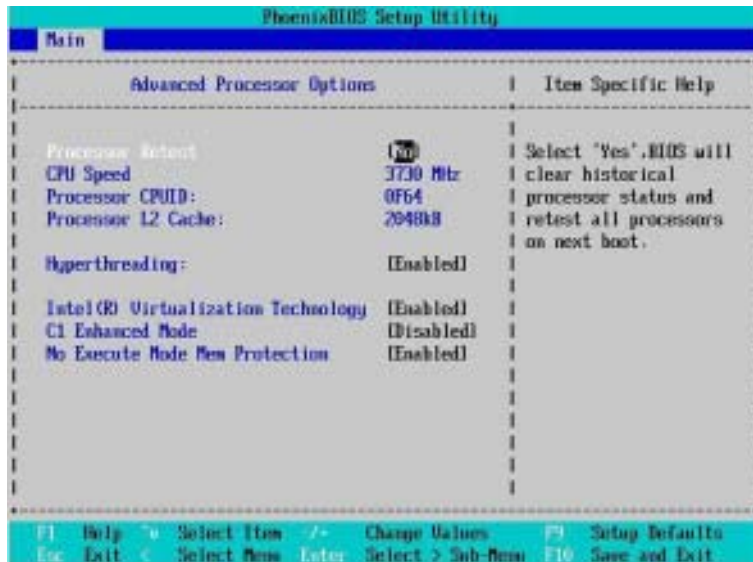 PhoenixBIOS Setup Utility
Main
Advanced Processor Options
Item Specific Help
Processor Retest [No]
CPU Speed 3730 MHz
Processor CPUID: 0F64
Processor L2 Cache: 2048kB
Hyperthreading: [Enabled]
Intel(R) Virtualization Technology [Enabled]
C1 Enhanced Mode [Disabled]
No Execute Mode Mem Protection [Enabled]
Select 'Yes',BIOS will
clear historical
processor status and
retest all processors
on next boot.
F1 Help Select Item -/+ Change Values F9 Setup Defaults
Esc Exit < Select Menu Enter Select > Sub-Menu F10 Save and Exit